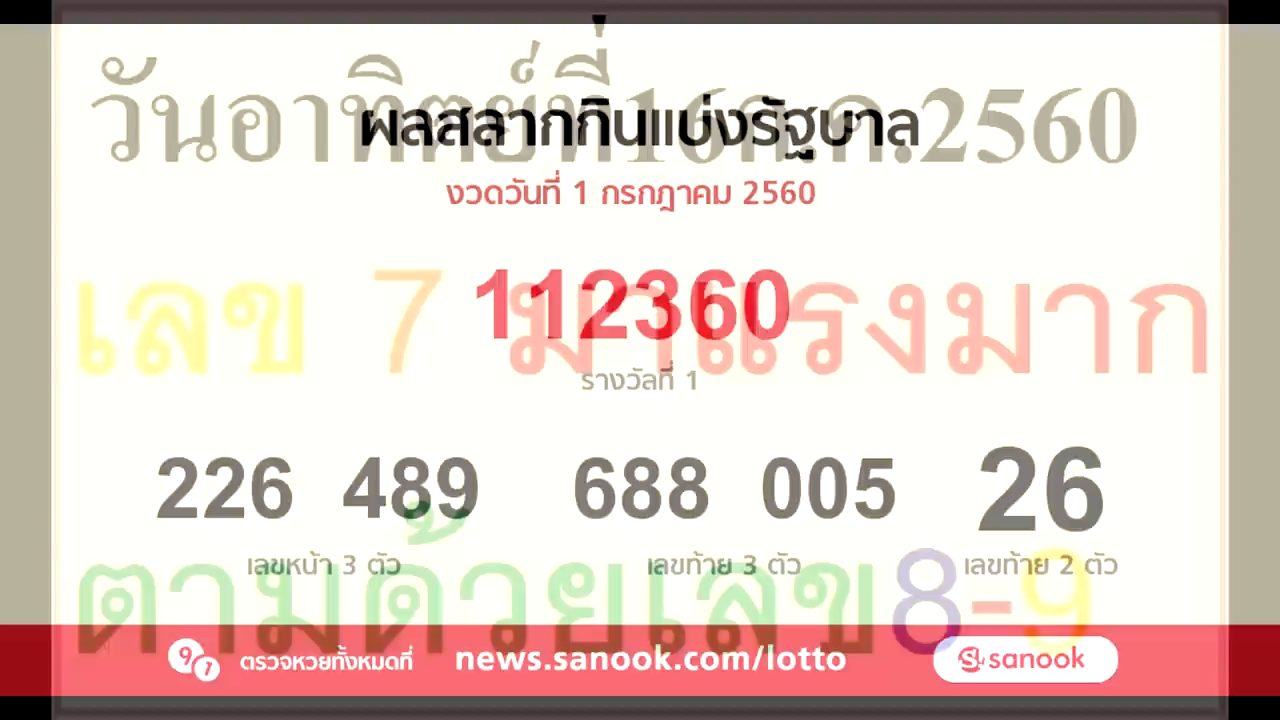 วันอาทิตย์ที่16ก.ค.2560
ผลสลากกินแบ่งรัฐบาล
งวดวันที่ 1 กรกฎาคม 2560
เลข 7 มาแรงมาก
112360
รางวัลที่ 1
226 489 688 005 26
เลขหน้า 3 ตัว เลขท้าย 3 ตัว เลขท้าย 2 ตัว
ตามด้วยเลข8-9
97 ตรวจหวยทั้งหมดที่ news.sanook.com/lotto sanook